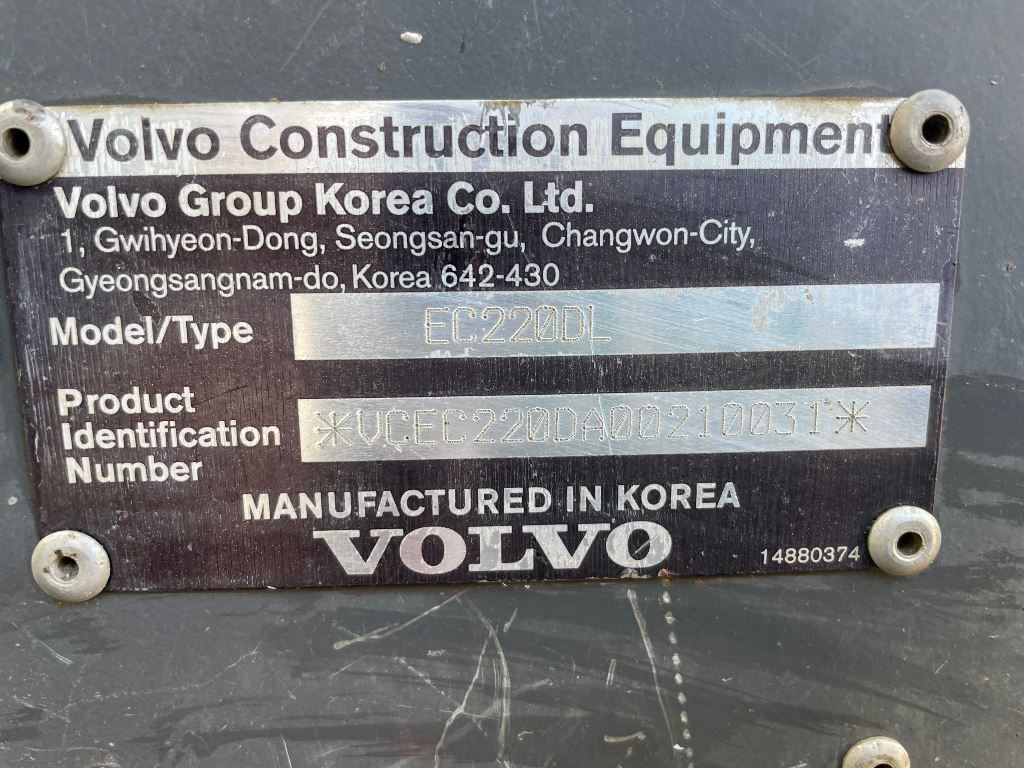 Volvo Construction Equipment
Volvo Group Korea Co. Ltd.
1, Gwihyeon-Dong, Seongsan-gu, Changwon-City,
Gyeongsangnam-do, Korea 642-430
Model/Type EC220DL
Product
Identification
Number
*VCEC220DA00210031*
MANUFACTURED IN KOREA
VOLVO
14880374